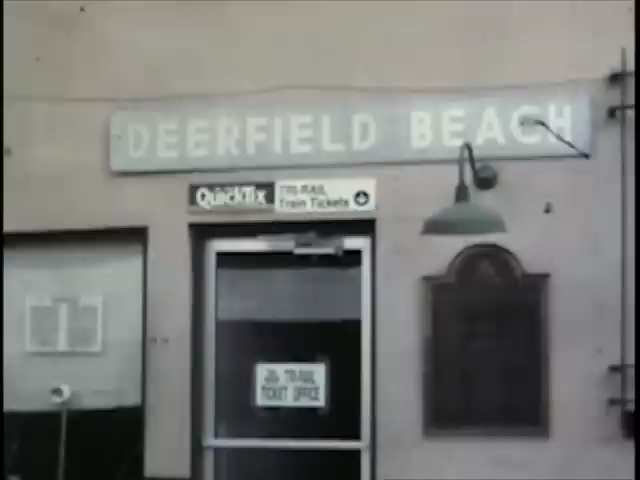 DEERFIELD BEACH
QuickTix
TRI-RAIL
Train Tickets
TRI-RAIL
TICKET OFFICE